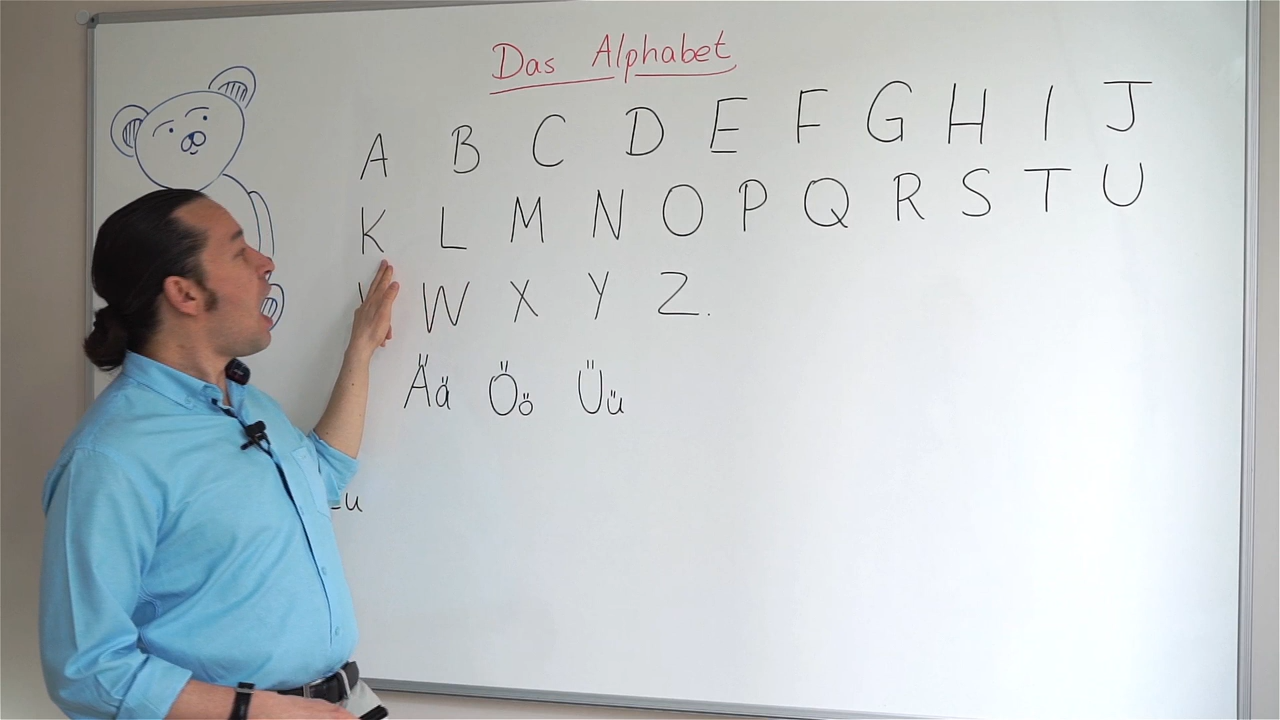 Das Alphabet
A B C D E F G H I J
K L M N O P Q R S T U
W X Y Z.
Ää Öö Üü